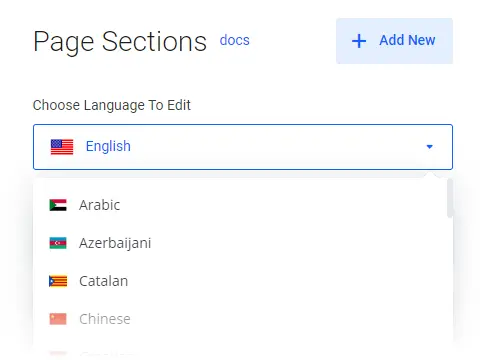 Page Sections docs
+ Add New
Choose Language To Edit
English
Arabic
Azerbaijani
Catalan
Chinese